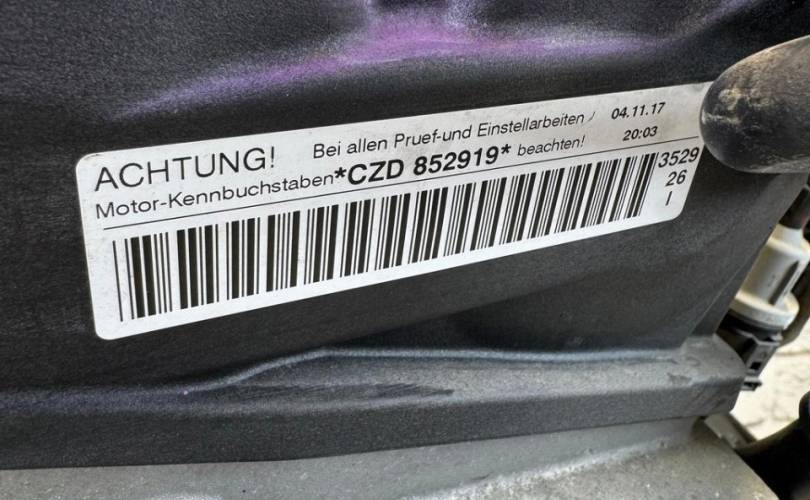 ACHTUNG! Bei allen Pruef-und Einstellarbeiten 04.11.17
Motor-Kennbuchstaben*CZD 852919* beachten! 20:03
3529
26
I